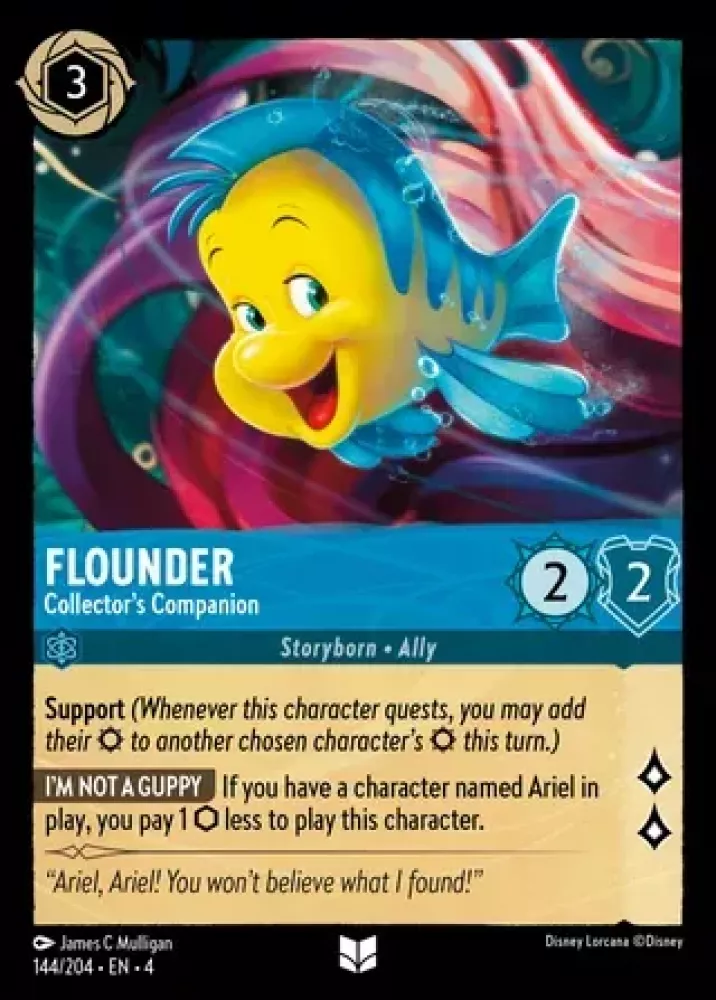 3
FLOUNDER
Collector's Companion
2 2
Storyborn • Ally
Support (Whenever this character quests, you may add
their to another chosen character's this turn.)
I'M NOT A GUPPY If you have a character named Ariel in
play, you pay 1 less to play this character.
"Ariel, Ariel! You won't believe what I found!"
James C Mulligan
Disney Lorcana ©Disney
144/204 • EN • 4